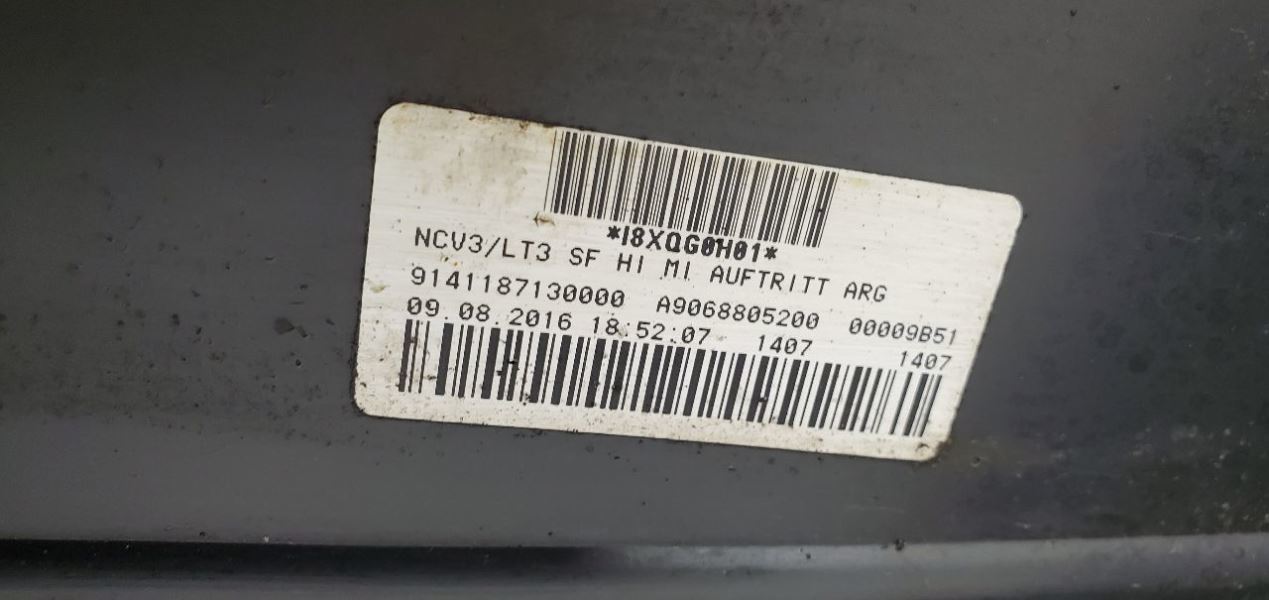 *I8XQG0H01*
NCV3/LT3 SF HI MI AUFTRITT ARG
9141187130000 A9068805200 00009B51
09.08.2016 18:52:07 1407 1407